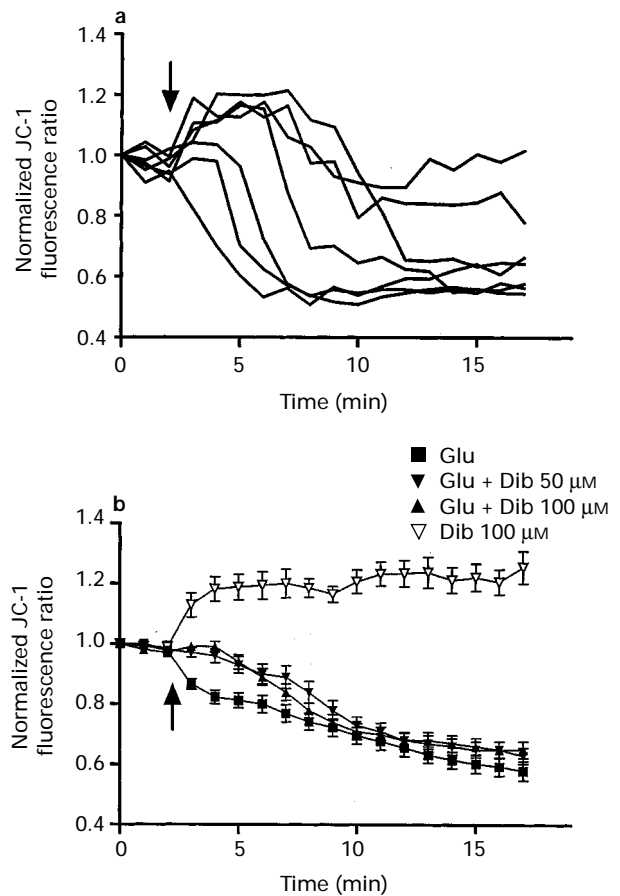 a
1.4
1.2
1.0
0.8
0.6
0.4
Normalized JC-1
fluorescence ratio
0
5
10
15
Time (min)
Glu
Glu + Dib 50 μM
Glu + Dib 100 μM
Dib 100 μM
b
1.4
1.2
1.0
0.8
0.6
0.4
Normalized JC-1
fluorescence ratio
0
5
10
15
Time (min)